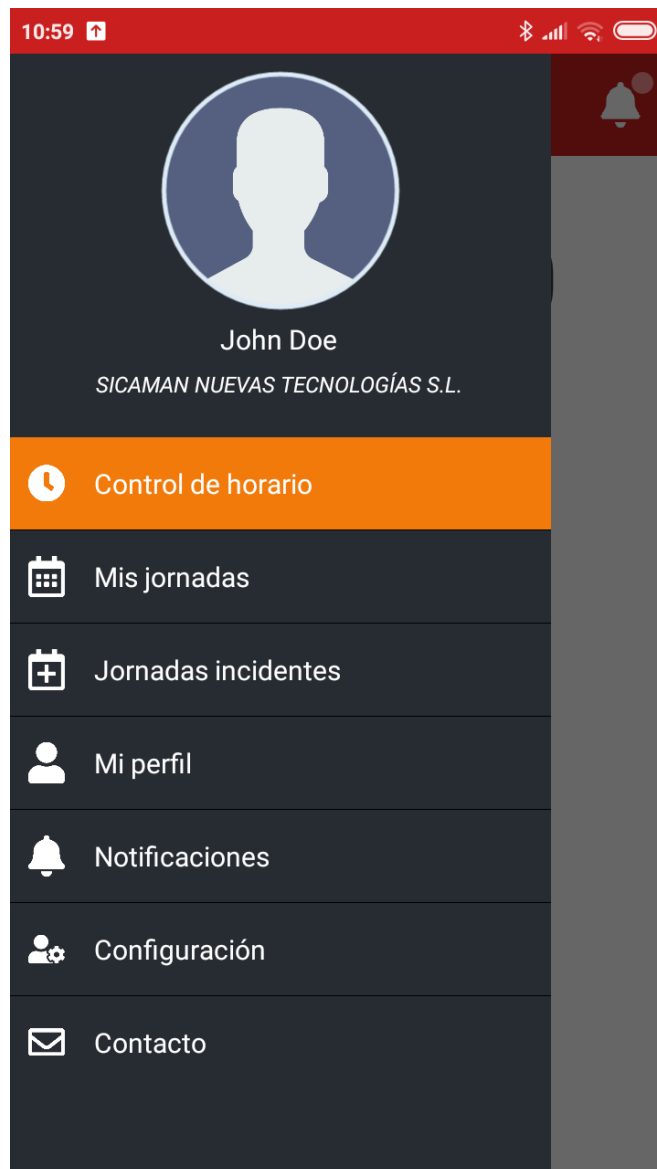 10:59
John Doe
SICAMAN NUEVAS TECNOLOGÍAS S.L.
Control de horario
Mis jornadas
Jornadas incidentes
Mi perfil
Notificaciones
Configuración
Contacto